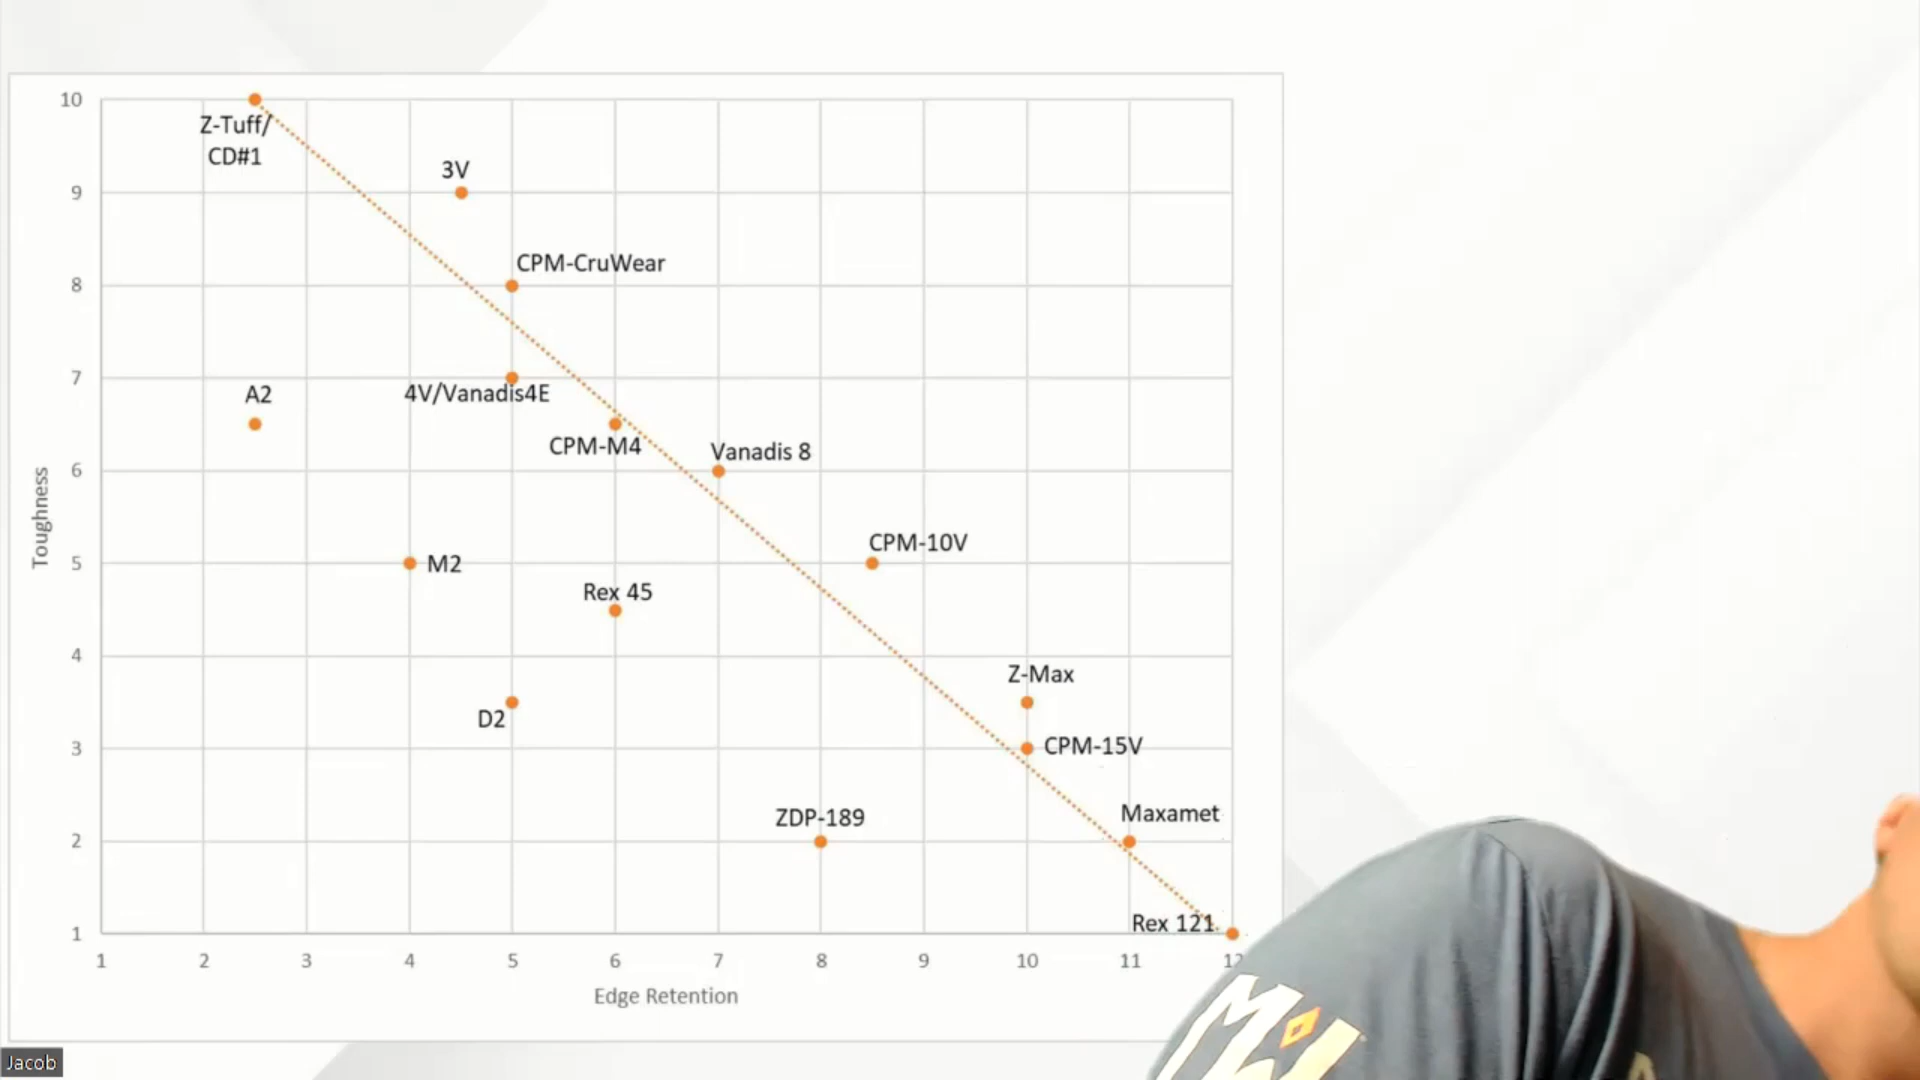 10
Z-Tuff/
CD#1
3V
9
CPM-CruWear
8
7
4V/Vanadis4E
A2
CPM-M4
Vanadis 8
6
Toughness
CPM-10V
5
M2
Rex 45
4
Z-Max
D2
3
CPM-15V
ZDP-189
Maxamet
2
Rex 121
1
1 2 3 4 5 6 7 8 9 10 11 12
Edge Retention
Jacob